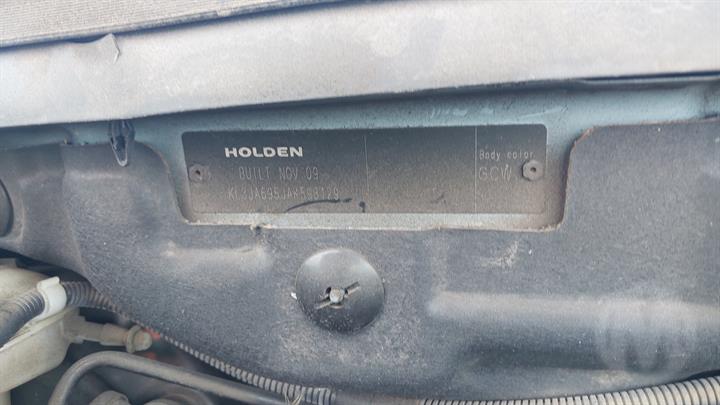 HOLDEN
BUILT NOV 09
Body color
GCW